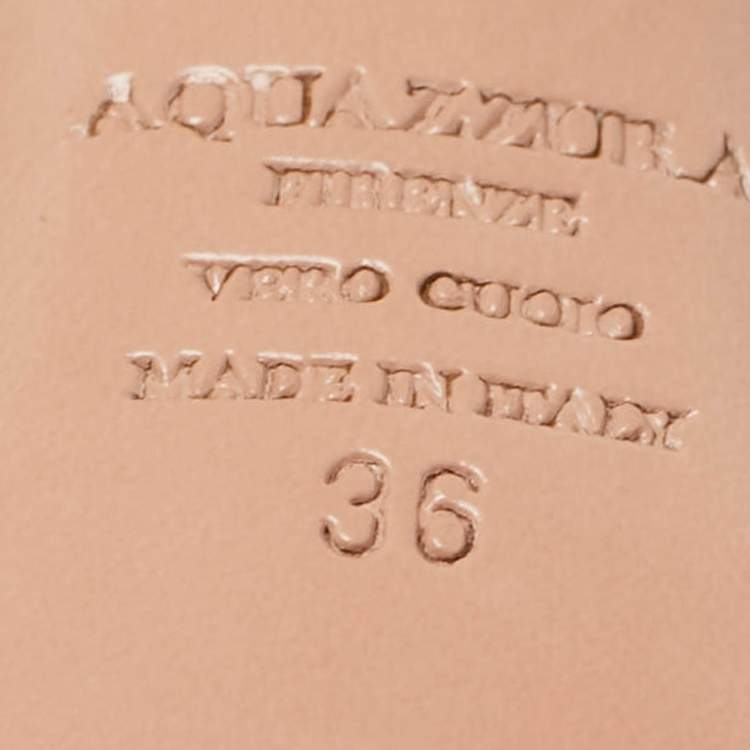 AQUAZZURA
FIRENZE
VERO CUOIO
MADE IN ITALY
36